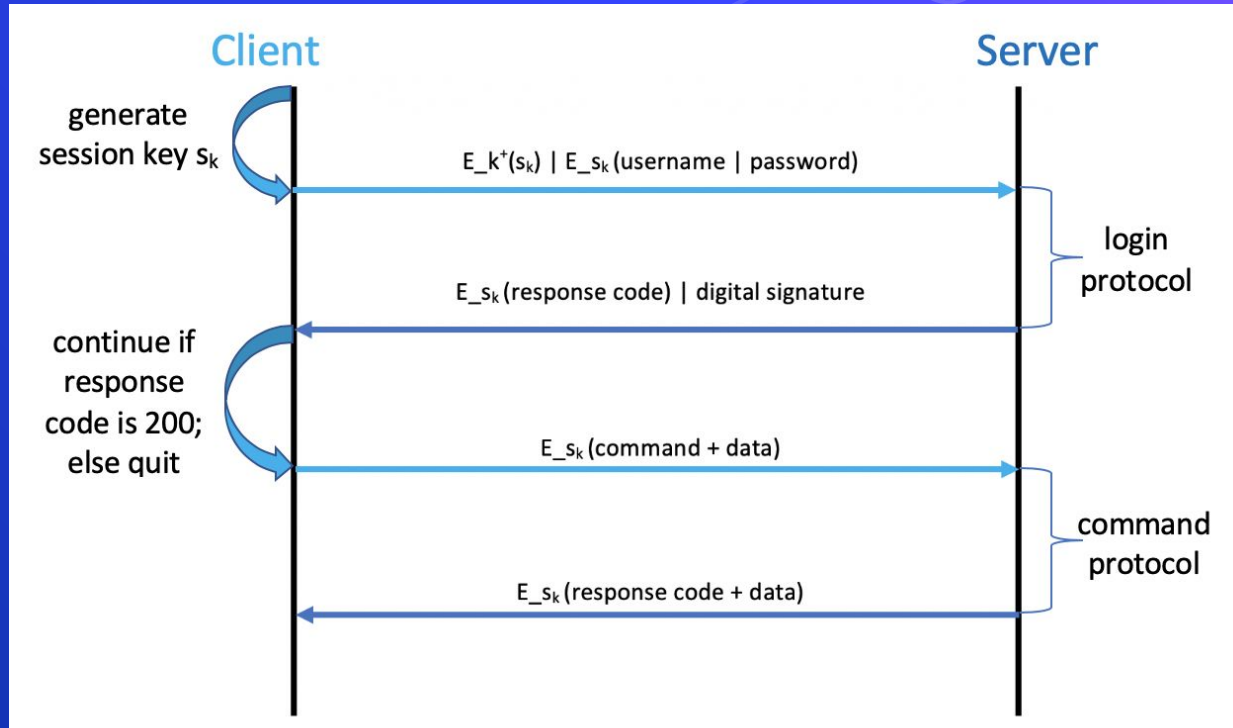 Client
Server
generate
session key sₖ
E_k⁺(sₖ) | E_sₖ (username | password)
login
protocol
E_sₖ (response code) | digital signature
continue if
response
code is 200;
else quit
E_sₖ (command + data)
command
protocol
E_sₖ (response code + data)